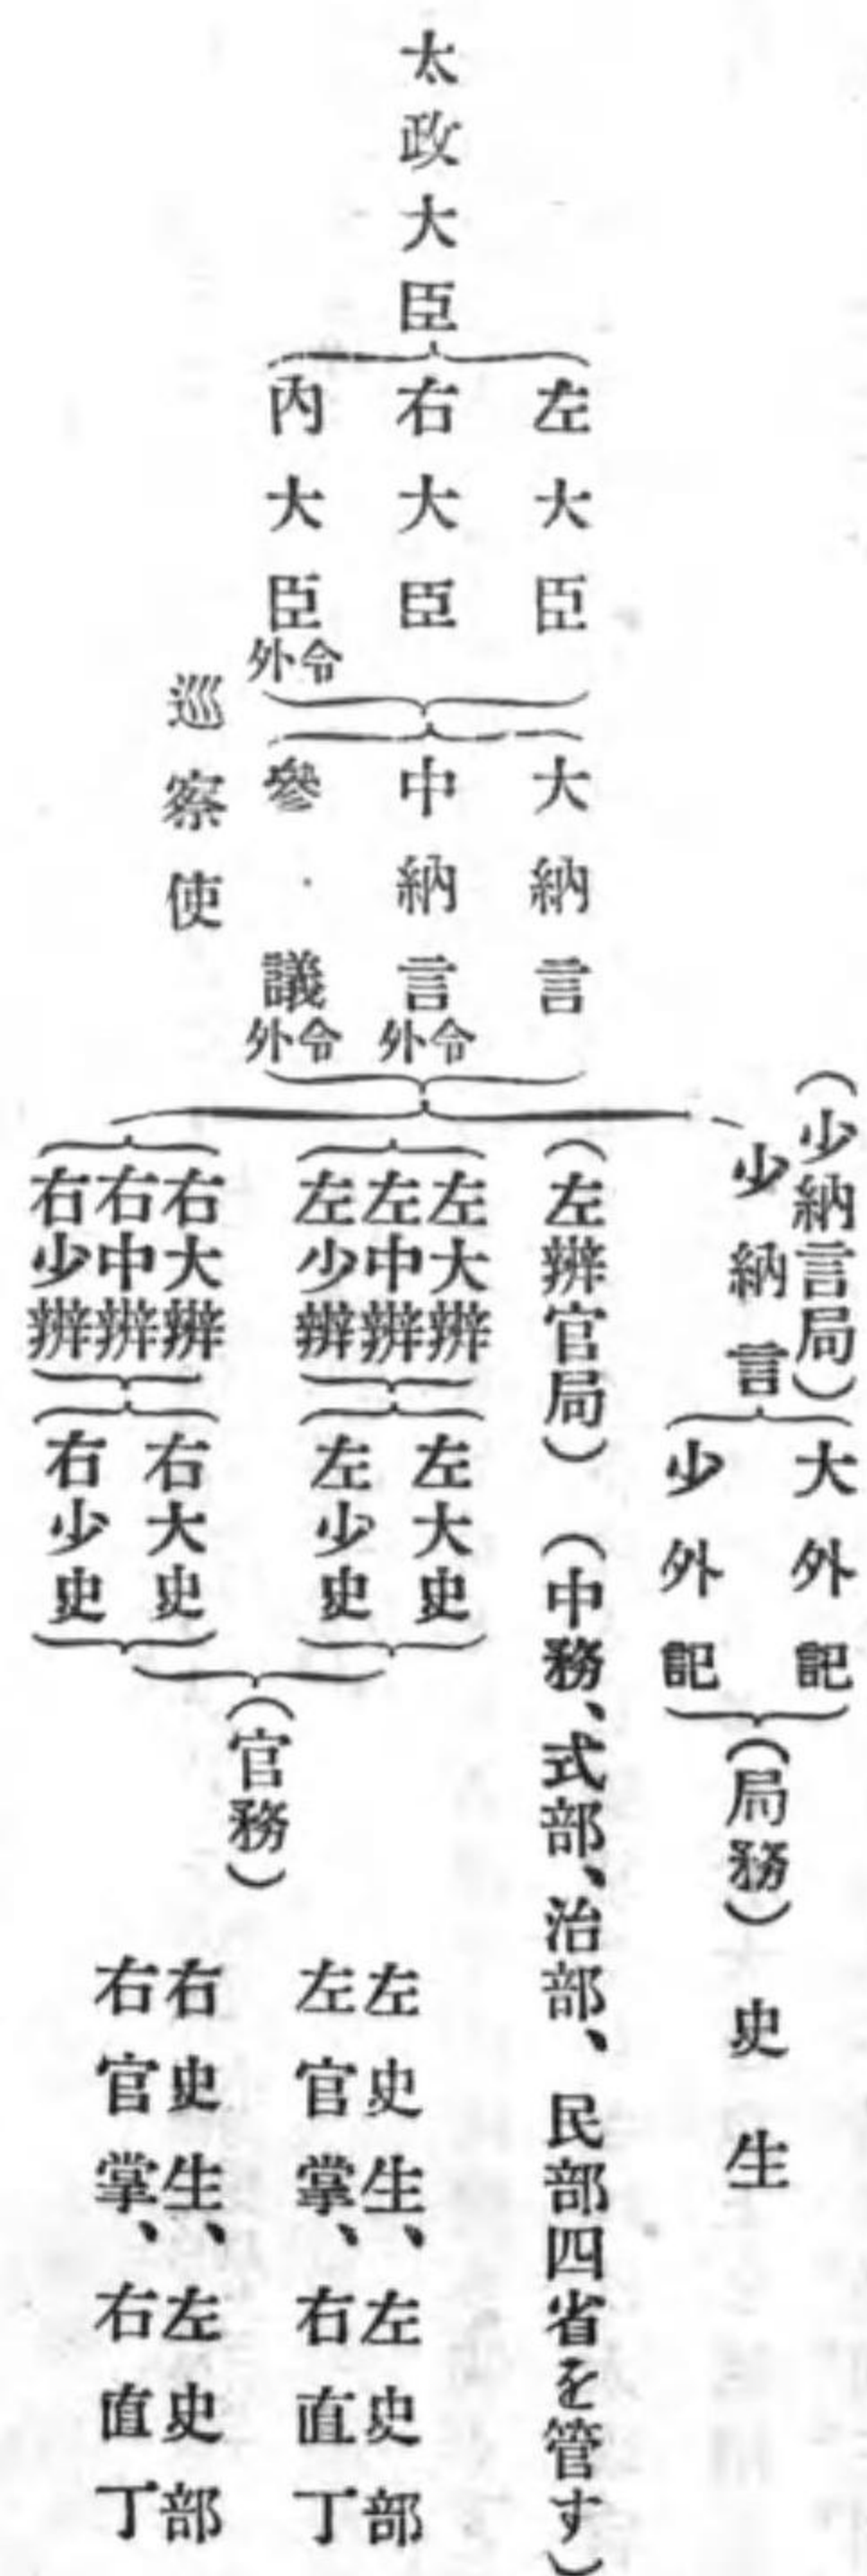 太政大臣
左大臣
右大臣
內大臣
令外
大納言
中納言
令外
參議
令外
巡察使
(少納言局)
少納言
大外記
少外記
(局務)
史生
(左辨官局)
(中務、式部、治部、民部四省を管す)
左大辨
左中辨
左少辨
左大史
左少史
右大辨
右中辨
右少辨
右大史
右少史
(官務)
左史生、左史部
左官掌、右直丁
右史生、左史部
右官掌、右直丁